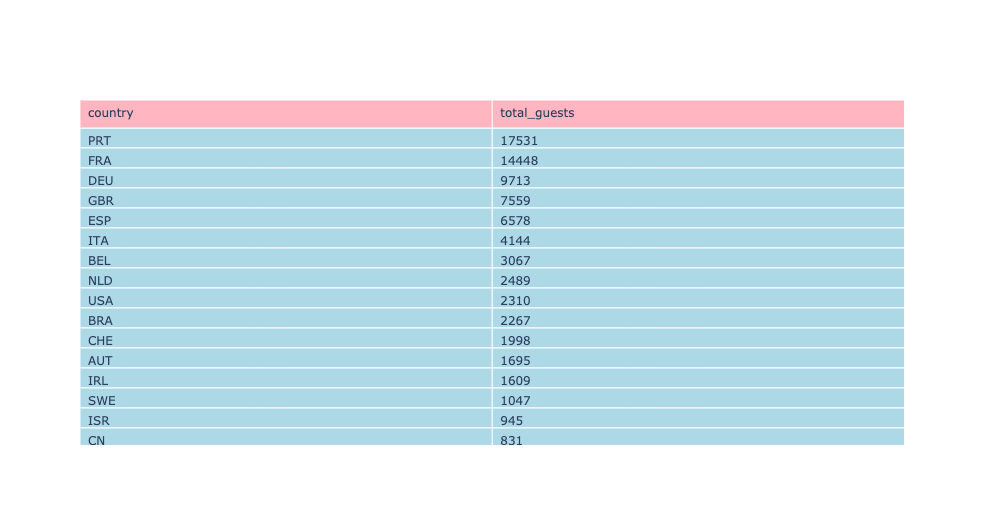 country total_guests
PRT 17531
FRA 14448
DEU 9713
GBR 7559
ESP 6578
ITA 4144
BEL 3067
NLD 2489
USA 2310
BRA 2267
CHE 1998
AUT 1695
IRL 1609
SWE 1047
ISR 945
CN 831